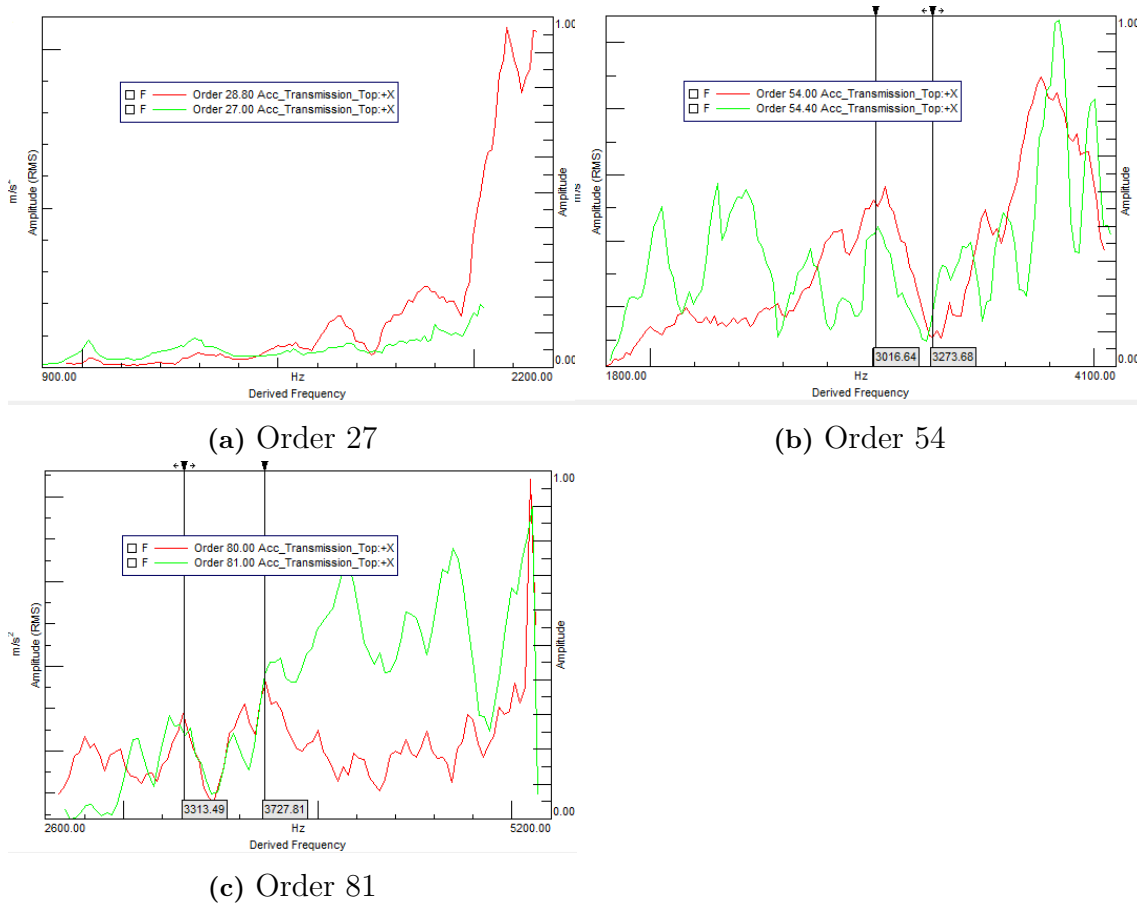 m/s²
Amplitude (RMS)
F Order 28.80 Acc_Transmission_Top:+X
F Order 27.00 Acc_Transmission_Top:+X
1.00
Amplitude
0.00
900.00 Hz 2200.00
Derived Frequency
(a) Order 27
m/s
Amplitude (RMS)
F Order 54.00 Acc_Transmission_Top:+X
F Order 54.40 Acc_Transmission_Top:+X
1.00
Amplitude
0.00
3016.64 3273.68
1800.00 Hz 4100.00
Derived Frequency
(b) Order 54
m/s²
Amplitude (RMS)
F Order 80.00 Acc_Transmission_Top:+X
F Order 81.00 Acc_Transmission_Top:+X
1.00
Amplitude
0.00
3313.49 3727.81
2600.00 Hz 5200.00
Derived Frequency
(c) Order 81